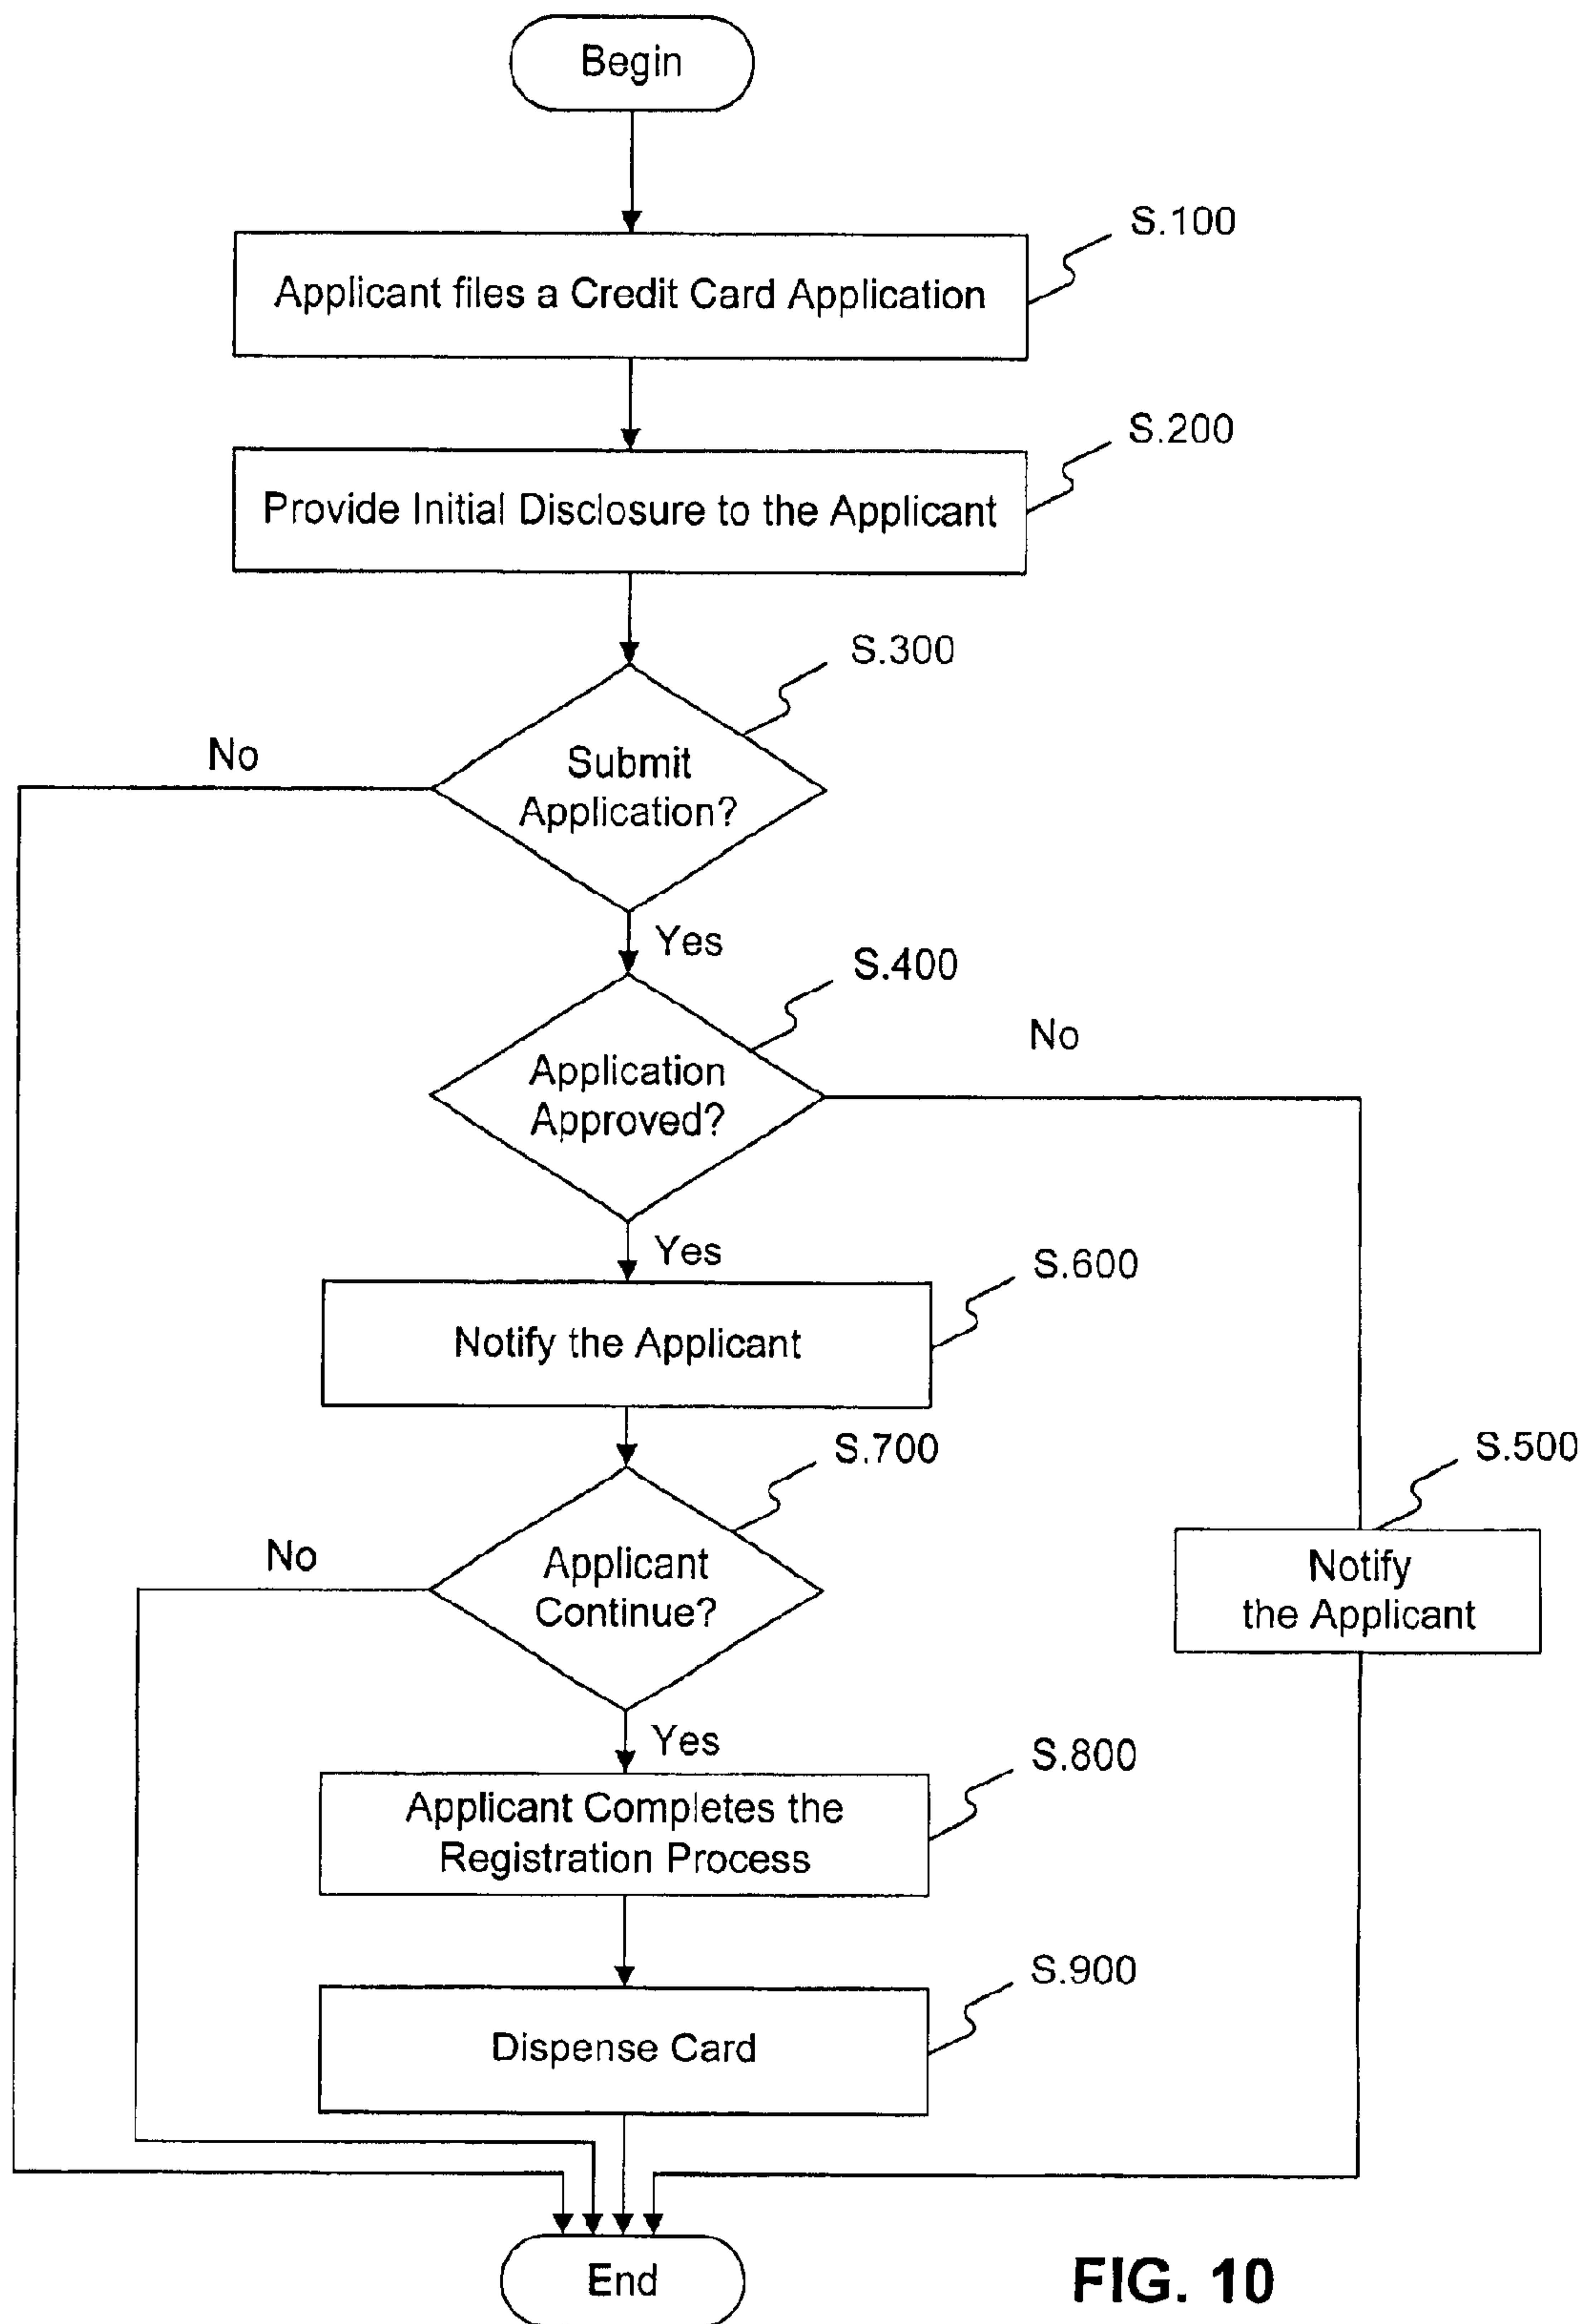 Begin
S.100
Applicant files a Credit Card Application
S.200
Provide Initial Disclosure to the Applicant
S.300
No
Submit
Application?
Yes
S.400
No
Application
Approved?
Yes
S.600
Notify the Applicant
S.700
S.500
No
Applicant
Continue?
Notify
the Applicant
Yes
S.800
Applicant Completes the
Registration Process
S.900
Dispense Card
End
FIG. 10